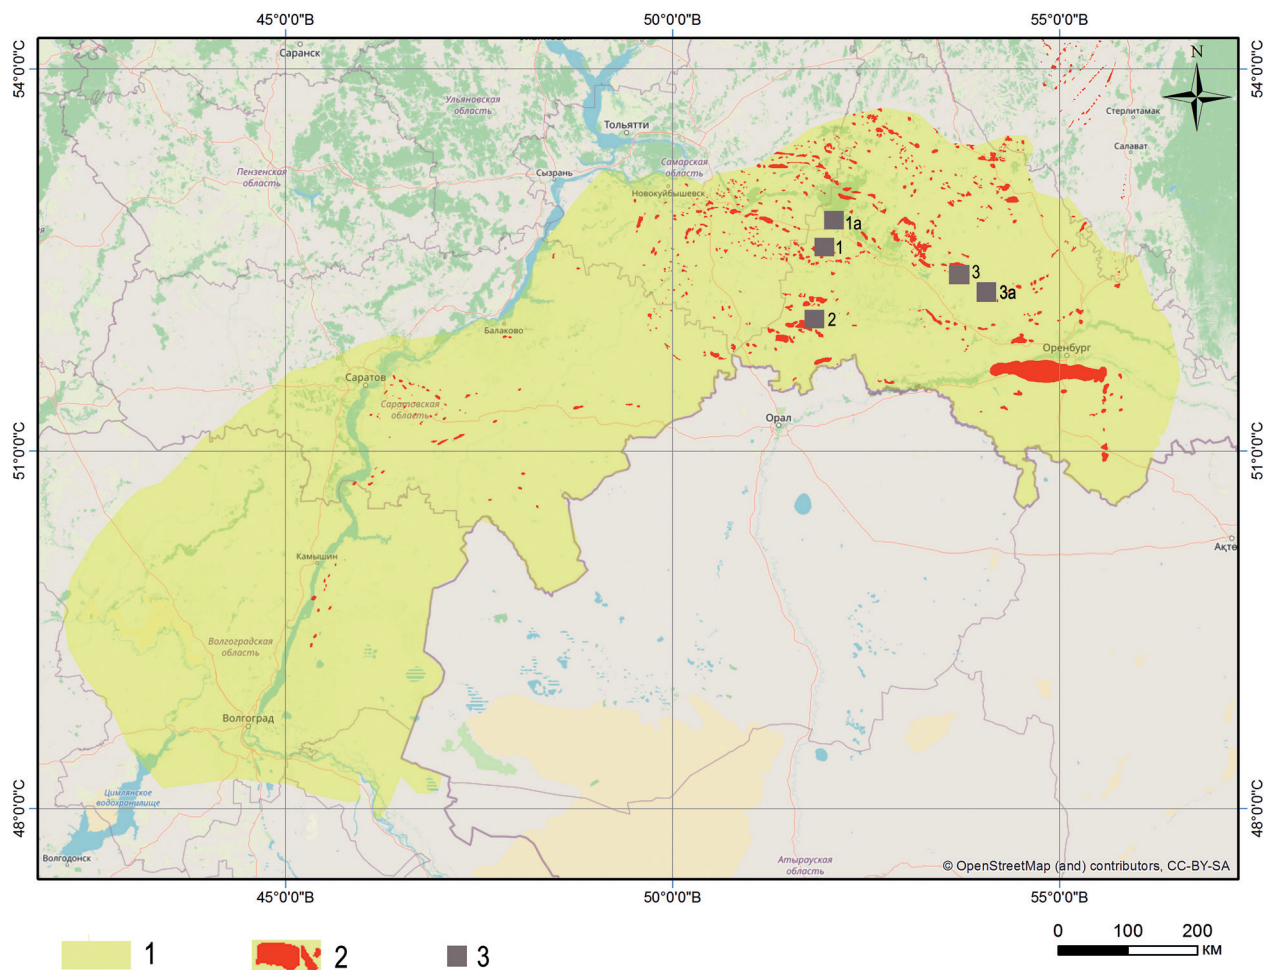 45°0'0"В
50°0'0"В
55°0'0"В
54°0'0"С
54°0'0"С
N
Саранск
Ульяновская
область
Тольятти
Стерлитамак
Салават
Пензенская
область
Сызрань
Самарская
область
Новокуйбышевск
1а
1
3
3а
2
Балаково
Оренбург
Саратов
Саратовская
область
Орал
51°0'0"С
51°0'0"С
Камышин
Ақтө
Волгоградская
область
Волгоград
Цимлянское
водохранилище
48°0'0"С
48°0'0"С
Волгодонск
Атырауская
область
© OpenStreetMap (and) contributors, CC-BY-SA
45°0'0"В
50°0'0"В
55°0'0"В
1
2
3
0 100 200
КМ